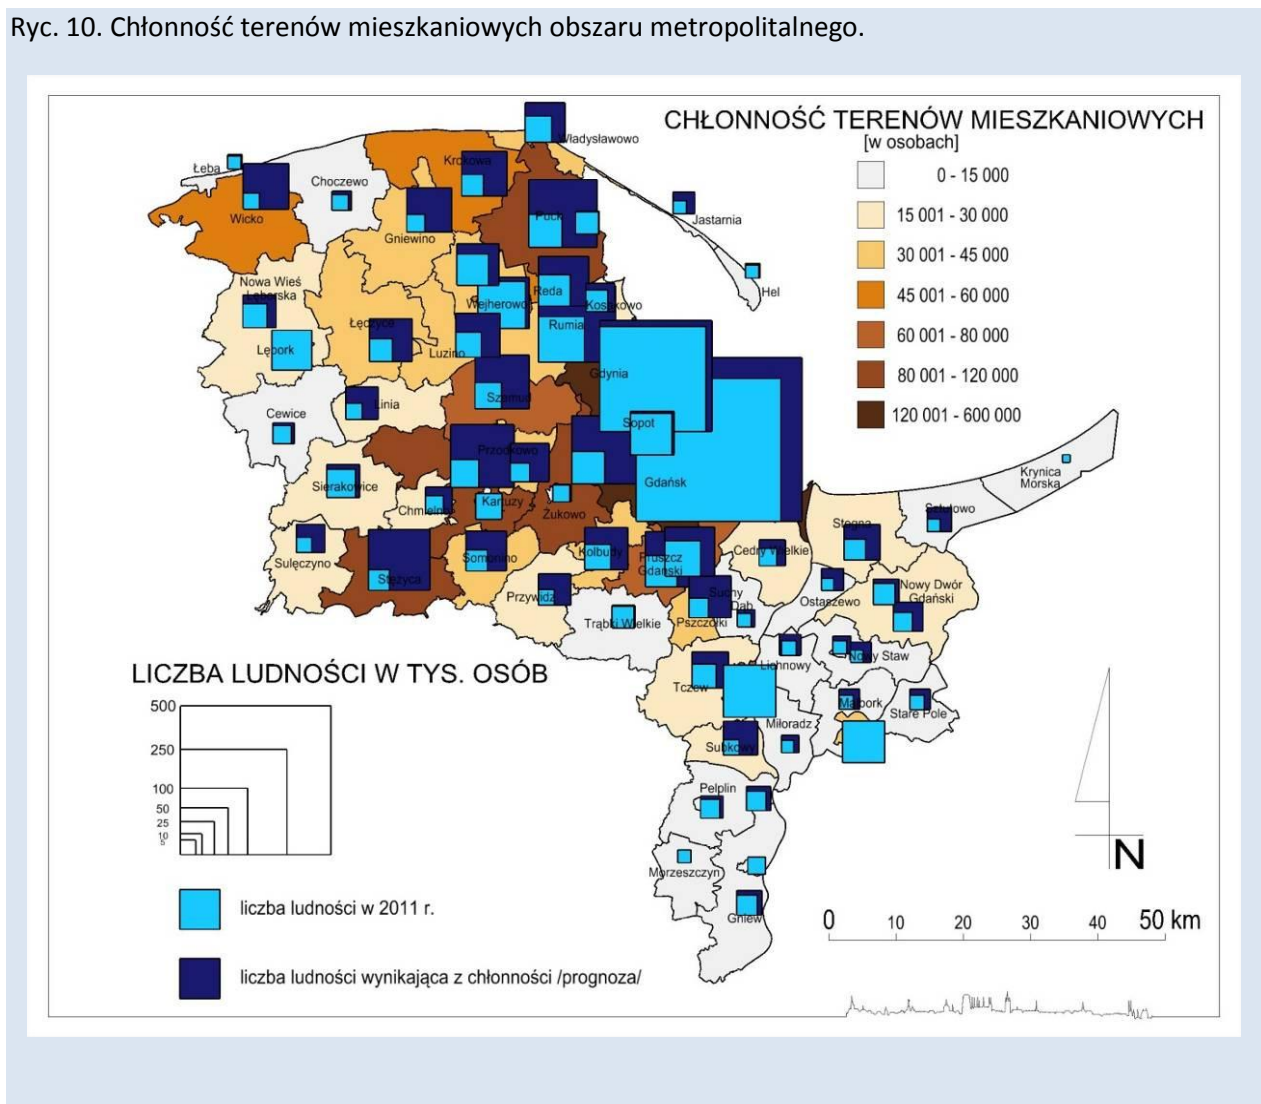 Ryc. 10. Chłonność terenów mieszkaniowych obszaru metropolitalnego.
CHŁONNOŚĆ TERENÓW MIESZKANIOWYCH
[w osobach]
0 - 15 000
15 001 - 30 000
30 001 - 45 000
45 001 - 60 000
60 001 - 80 000
80 001 - 120 000
120 001 - 600 000
Władysławowo
Łeba
Krokowa
Choczewo
Wicko
Puck
Jastarnia
Gniewino
Hel
Nowa Wieś
Lęborska
Wejherowo
Reda
Kosakowo
Łęczyce
Rumia
Lębork
Luzino
Gdynia
Linia
Szemud
Cewice
Sopot
Przodkowo
Krynica
Morska
Sierakowice
Gdańsk
Chmielno
Kartuzy
Żukowo
Sztutowo
Stegna
Sulęczyno
Somonino
Kolbudy
Pruszcz
Gdański
Cedry Wielkie
Stężyca
Przywidz
Suchy
Dąb
Ostaszewo
Nowy Dwór
Gdański
Trąbki Wielkie
Pszczółki
Lichnowy
Nowy Staw
Tczew
Malbork
Stare Pole
Miłoradz
Subkowy
Pelplin
Morzeszczyn
Gniew
LICZBA LUDNOŚCI W TYS. OSÓB
500
250
100
50
25
10
5
liczba ludności w 2011 r.
liczba ludności wynikająca z chłonności /prognoza/
N
0 10 20 30 40 50 km